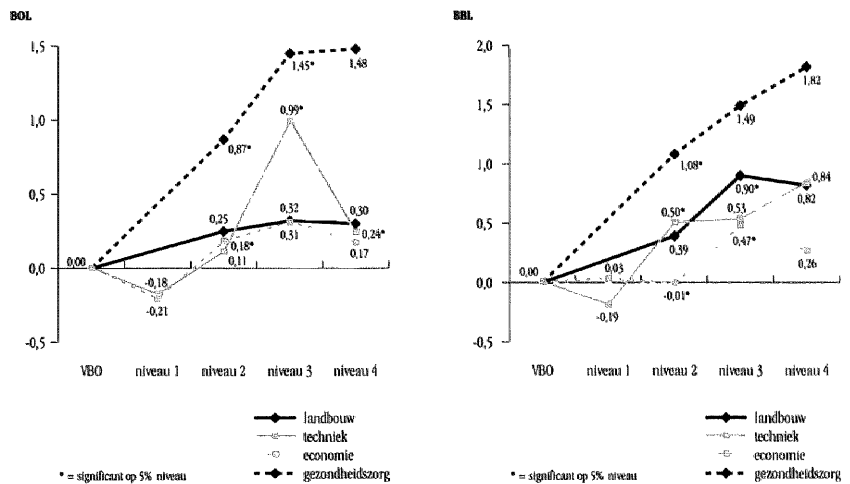 BOL
1,5
1,0
0,5
0,0
-0,5
0,00
-0,18
-0,21
0,87*
0,25
0,18*
0,11
1,45*
0,99*
0,32
0,31
1,48
0,30
0,24*
0,17
VBO niveau 1 niveau 2 niveau 3 niveau 4
landbouw
techniek
economie
gezondheidszorg
* = significant op 5% niveau
BBL
2,0
1,5
1,0
0,5
0,0
-0,5
0,00
0,03
-0,19
1,08*
0,50*
0,39
-0,01*
1,49
0,90*
0,53
0,47*
1,82
0,84
0,82
0,26
VBO niveau 1 niveau 2 niveau 3 niveau 4
landbouw
techniek
economie
gezondheidszorg
* = significant op 5% niveau